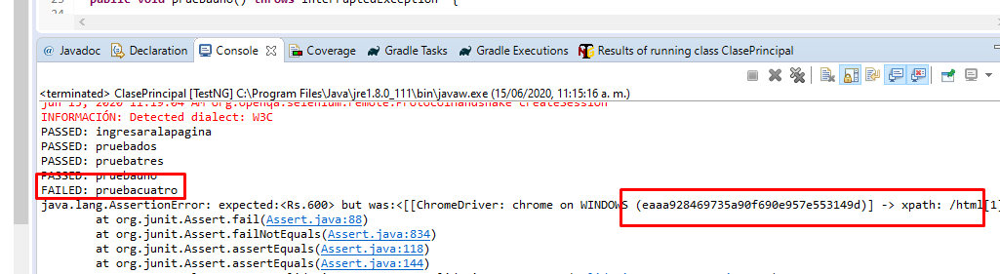 public void pruebauno() throws InterruptedException {
24
@ Javadoc Declaration Console Coverage Gradle Tasks Gradle Executions Results of running class ClasePrincipal
<terminated> ClasePrincipal [TestNG] C:\Program Files\Java\jre1.8.0_111\bin\javaw.exe (15/06/2020, 11:15:16 a. m.)
jun 15, 2020 11:19:04 AM org.openqa.selenium.remote.ProtocolHandshake createSession
INFORMACIÓN: Detected dialect: W3C
PASSED: ingresaralapagina
PASSED: pruebados
PASSED: pruebatres
PASSED: pruebauno
FAILED: pruebacuatro
java.lang.AssertionError: expected:<Rs.600> but was:<[[ChromeDriver: chrome on WINDOWS (eaaa928469735a90f690e957e553149d)] -> xpath: /html[1]
at org.junit.Assert.fail(Assert.java:88)
at org.junit.Assert.failNotEquals(Assert.java:834)
at org.junit.Assert.assertEquals(Assert.java:118)
at org.junit.Assert.assertEquals(Assert.java:144)